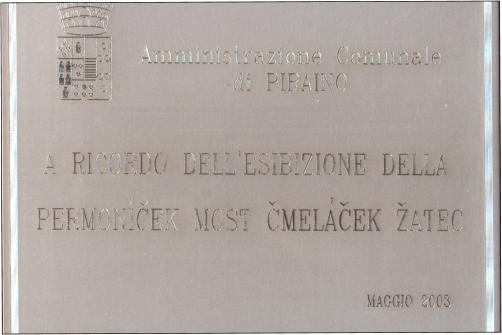 Amministrazione Comunale
di PIRAINO
A RICORDO DELL'ESIBIZIONE DELLA
PERMONÍČEK MOST ČMELÁČEK ŽATEC
MAGGIO 2003